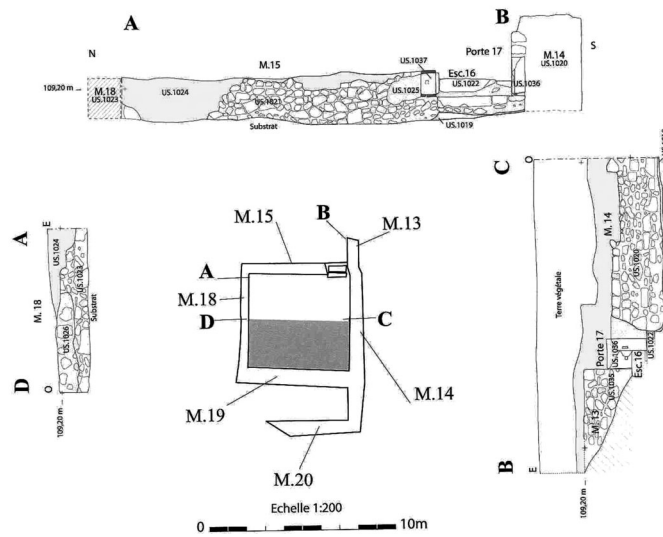 A
B
N
S
M.15
Porte 17
M.14
US.1020
US.1037
Esc.16
US.1022
US.1036
109,20 m
M.18
US.1023
US.1024
US.1021
US.1025
US.1019
Substrat
A
E
US.1024
US.1023
M. 18
US.1026
Substrat
D
O
109,20 m
B
M.13
M.15
A
M.18
D
C
M.19
M.14
M.20
C
O
M. 14
US.1020
Terre végétale
Porte 17
US.1036
US.1022
US.1035
Esc.16
M. 13
B
E
109,20 m
Echelle 1:200
0
10m